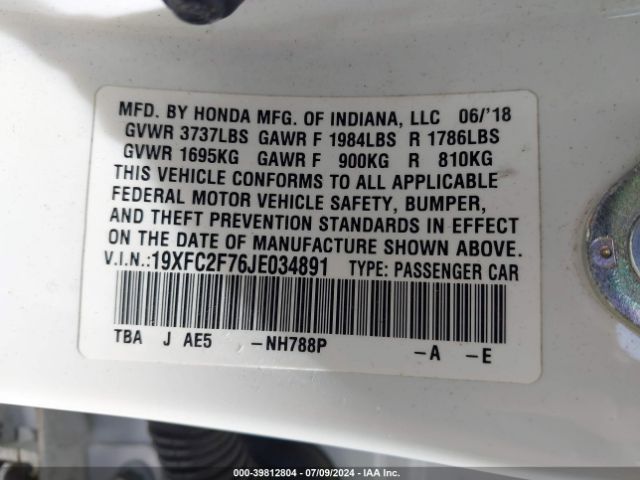 MFD. BY HONDA MFG. OF INDIANA, LLC 06/'18
GVWR 3737LBS GAWR F 1984LBS R 1786LBS
GVWR 1695KG GAWR F 900KG R 810KG
THIS VEHICLE CONFORMS TO ALL APPLICABLE
FEDERAL MOTOR VEHICLE SAFETY, BUMPER,
AND THEFT PREVENTION STANDARDS IN EFFECT
ON THE DATE OF MANUFACTURE SHOWN ABOVE.
V.I.N.:19XFC2F76JE034891 TYPE: PASSENGER CAR
TBA J AE5 -NH788P -A -E
000-39812804 - 07/09/2024 - IAA Inc.